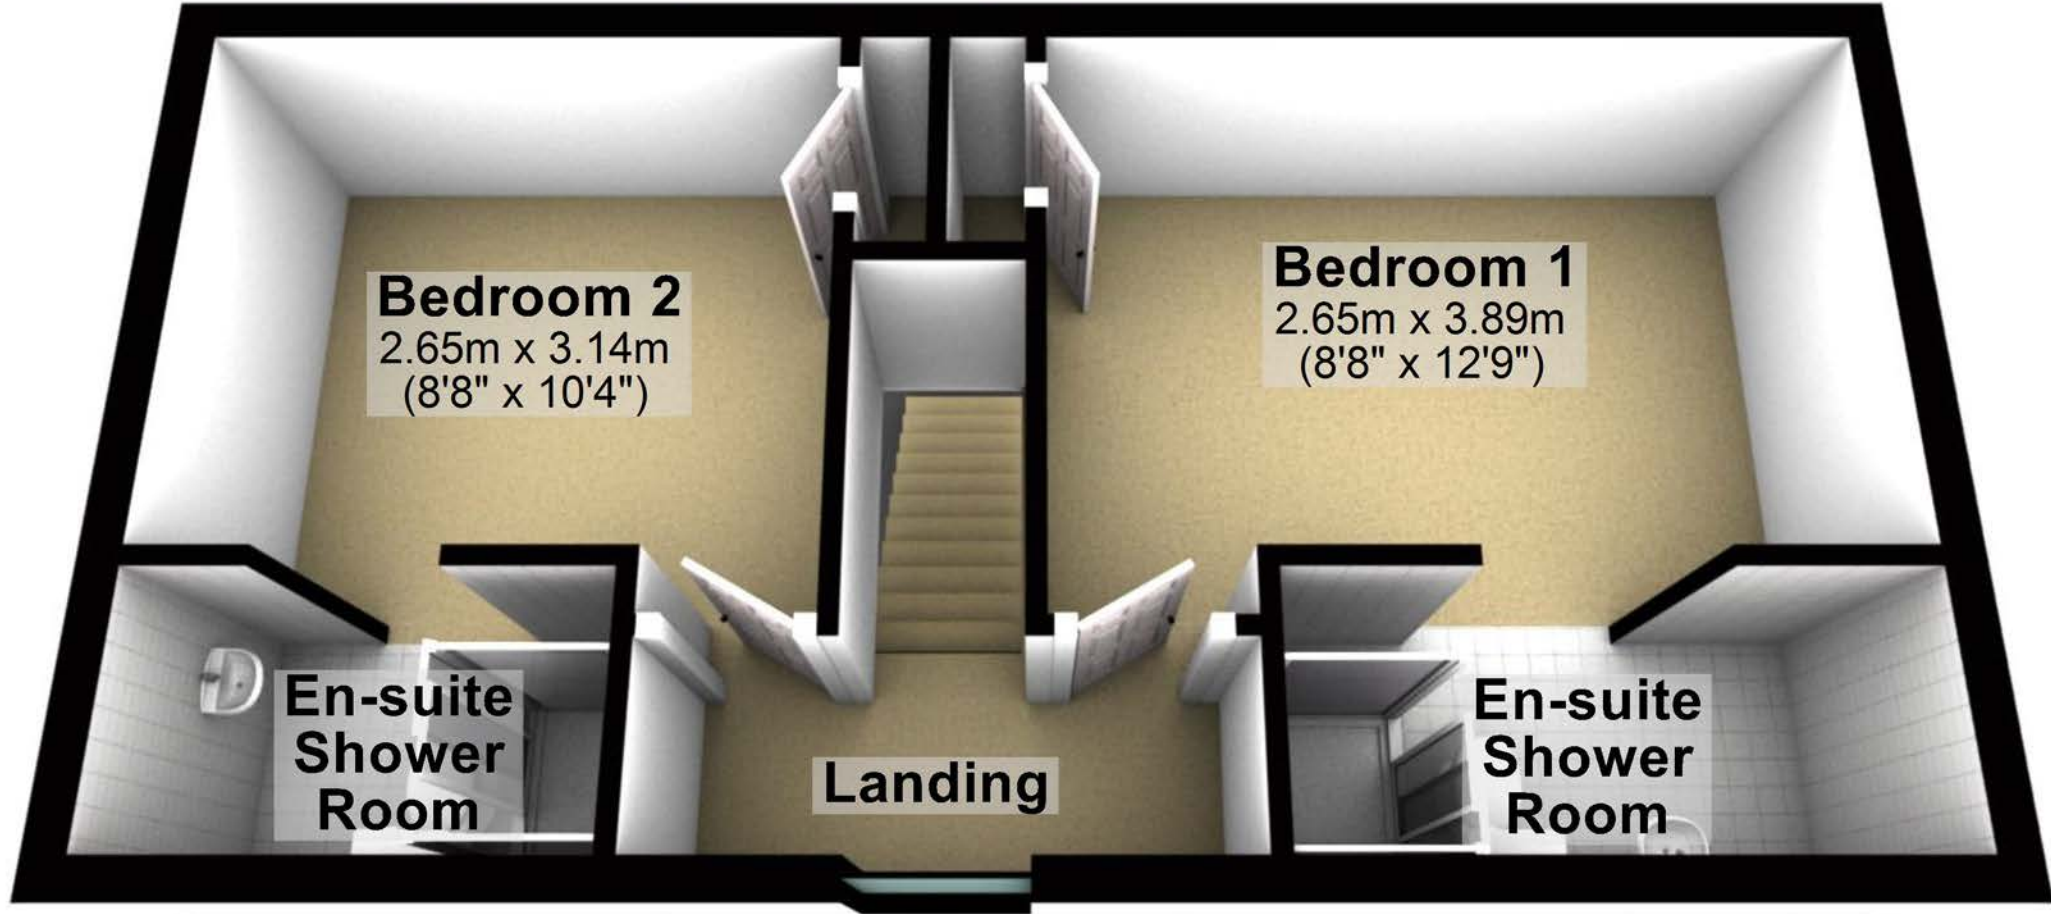 Bedroom 2
2.65m x 3.14m
(8'8" x 10'4")
Bedroom 1
2.65m x 3.89m
(8'8" x 12'9")
En-suite
Shower
Room
Landing
En-suite
Shower
Room